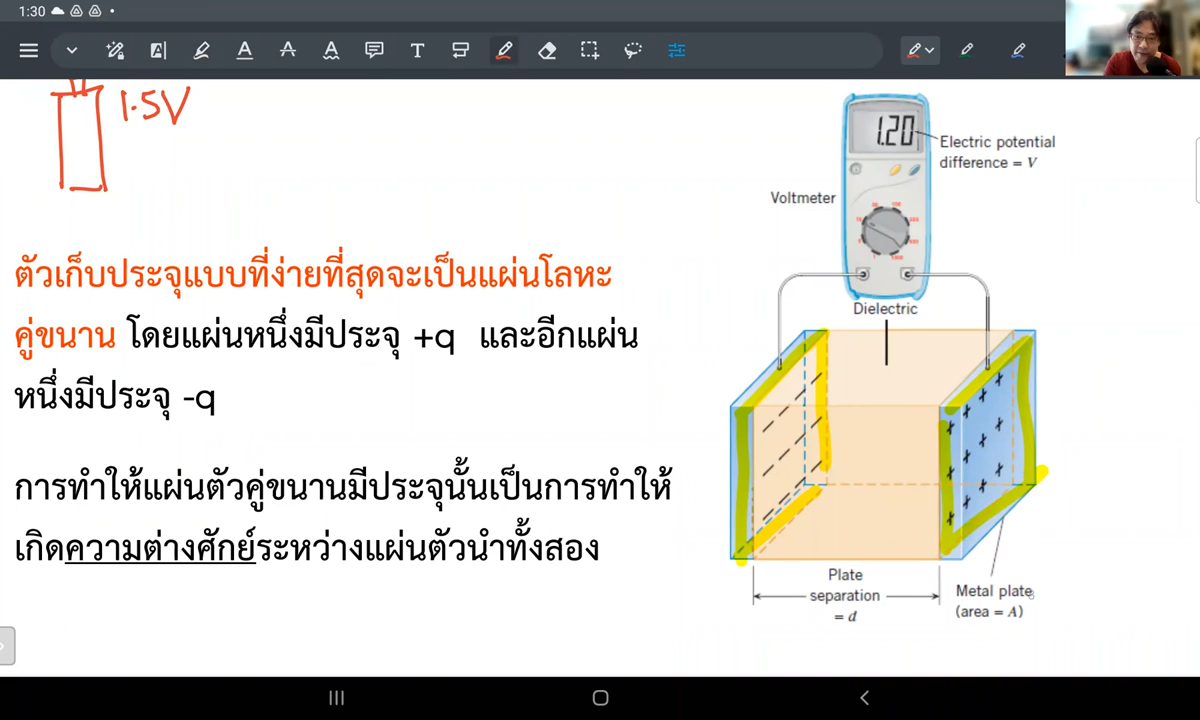 1:30
1.5V
ตัวเก็บประจุแบบที่ง่ายที่สุดจะเป็นแผ่นโลหะ
คู่ขนาน โดยแผ่นหนึ่งมีประจุ +q และอีกแผ่น
หนึ่งมีประจุ -q
การทำให้แผ่นตัวคู่ขนานมีประจุนั้นเป็นการทำให้
เกิดความต่างศักย์ระหว่างแผ่นตัวนำทั้งสอง
1.20
Electric potential
difference = V
Voltmeter
Dielectric
Plate
separation
= d
Metal plate
(area = A)